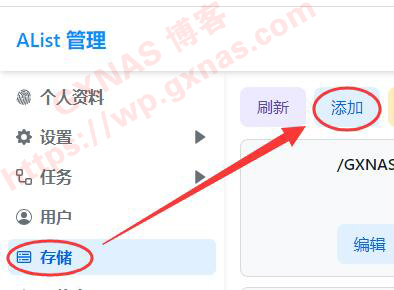 AList 管理
GXNAS 博客
https://wp.gxnas.com
个人资料
设置
任务
用户
存储
刷新
添加
/GXNAS
编辑